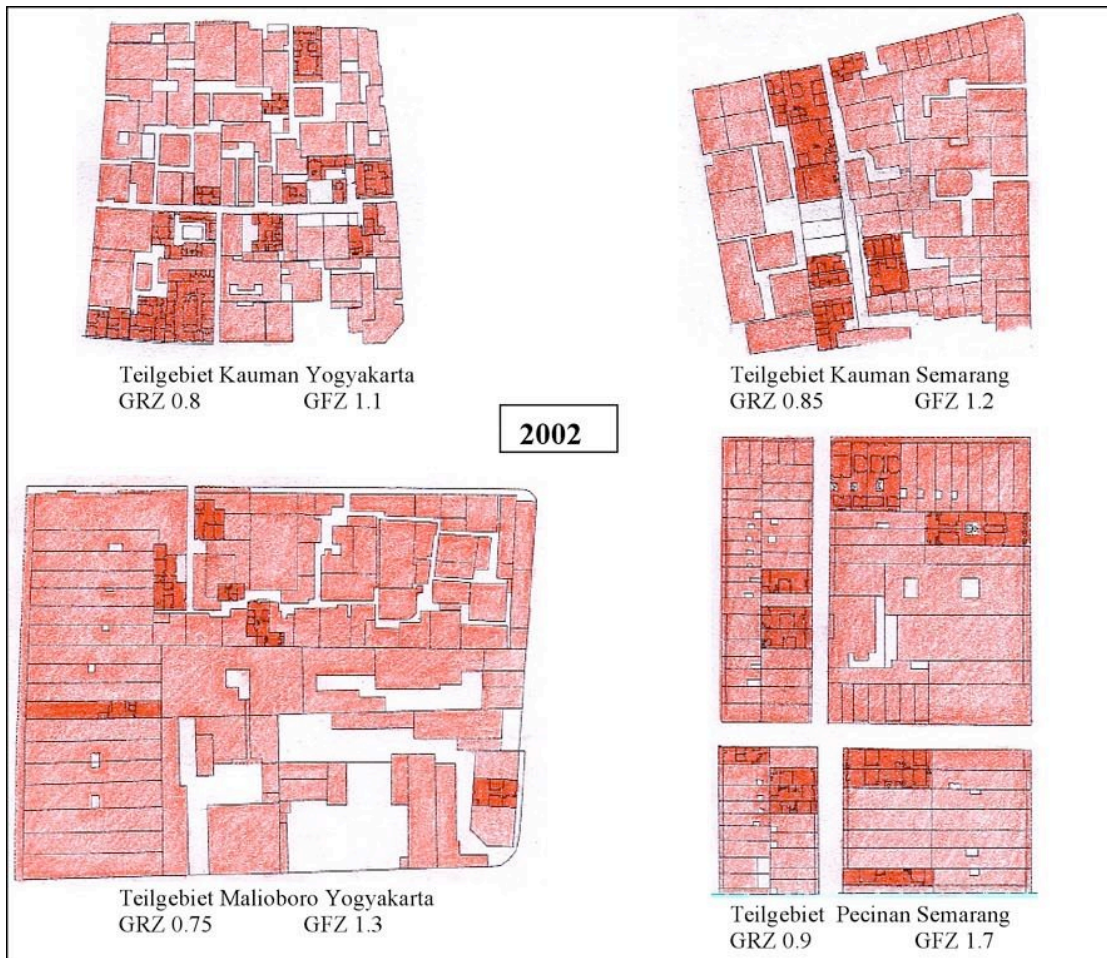 Teilgebiet Kauman Yogyakarta
GRZ 0.8 GFZ 1.1
Teilgebiet Kauman Semarang
GRZ 0.85 GFZ 1.2
2002
Teilgebiet Malioboro Yogyakarta
GRZ 0.75 GFZ 1.3
Teilgebiet Pecinan Semarang
GRZ 0.9 GFZ 1.7